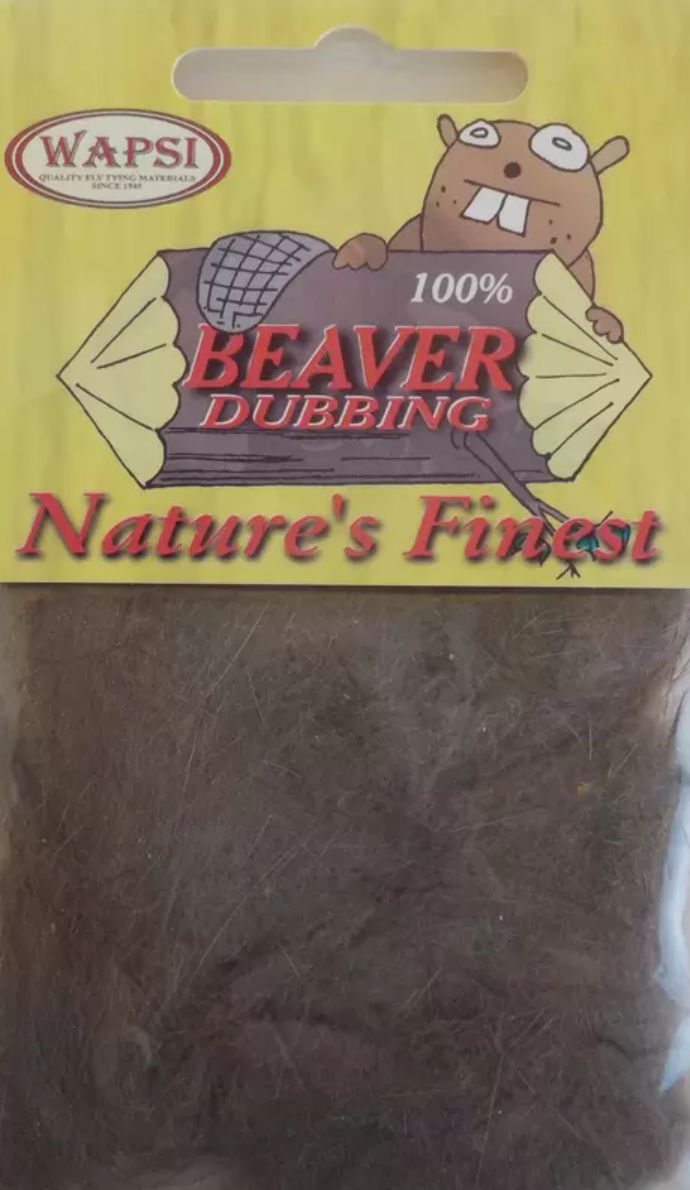 WAPSI
QUALITY FLY TYING MATERIALS
SINCE 1945
100%
BEAVER
DUBBING
Nature's Finest